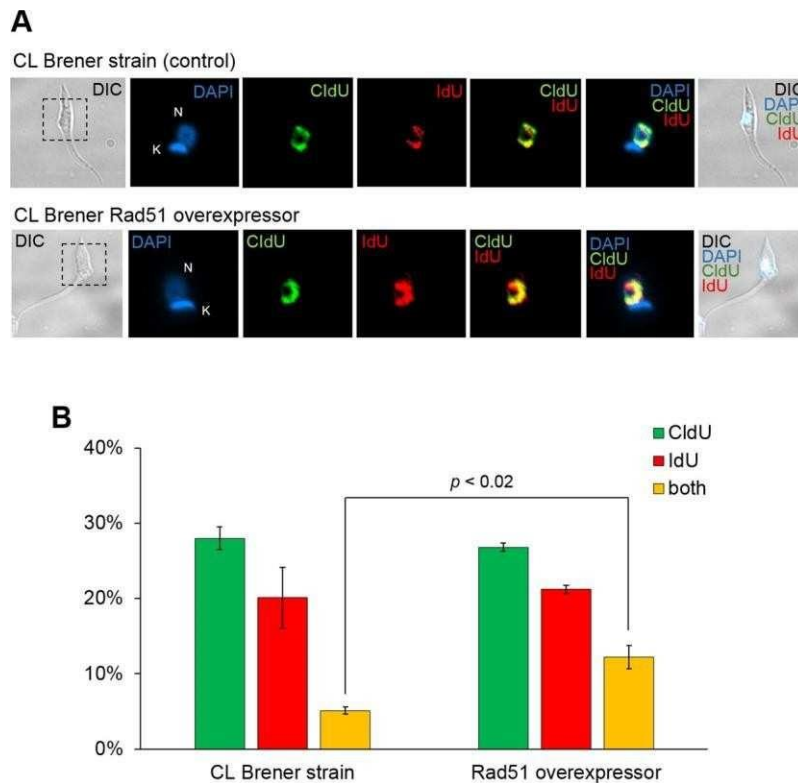 A
CL Brener strain (control)
DIC
DAPI
N
K
CldU
IdU
CldU
IdU
DAPI
CldU
IdU
DIC
DAPI
CldU
IdU
CL Brener Rad51 overexpressor
DIC
DAPI
N
K
CldU
IdU
CldU
IdU
DAPI
CldU
IdU
DIC
DAPI
CldU
IdU
B
40%
30%
20%
10%
0%
CldU
IdU
both
p < 0.02
CL Brener strain
Rad51 overexpressor